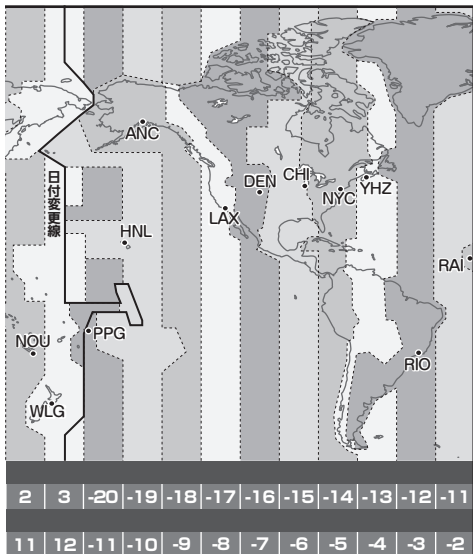 ANC
日付変更線
DEN
CHI
NYC
YHZ
LAX
HNL
RAI
NOU
PPG
RIO
WLG
2 3 -20 -19 -18 -17 -16 -15 -14 -13 -12 -11
11 12 -11 -10 -9 -8 -7 -6 -5 -4 -3 -2